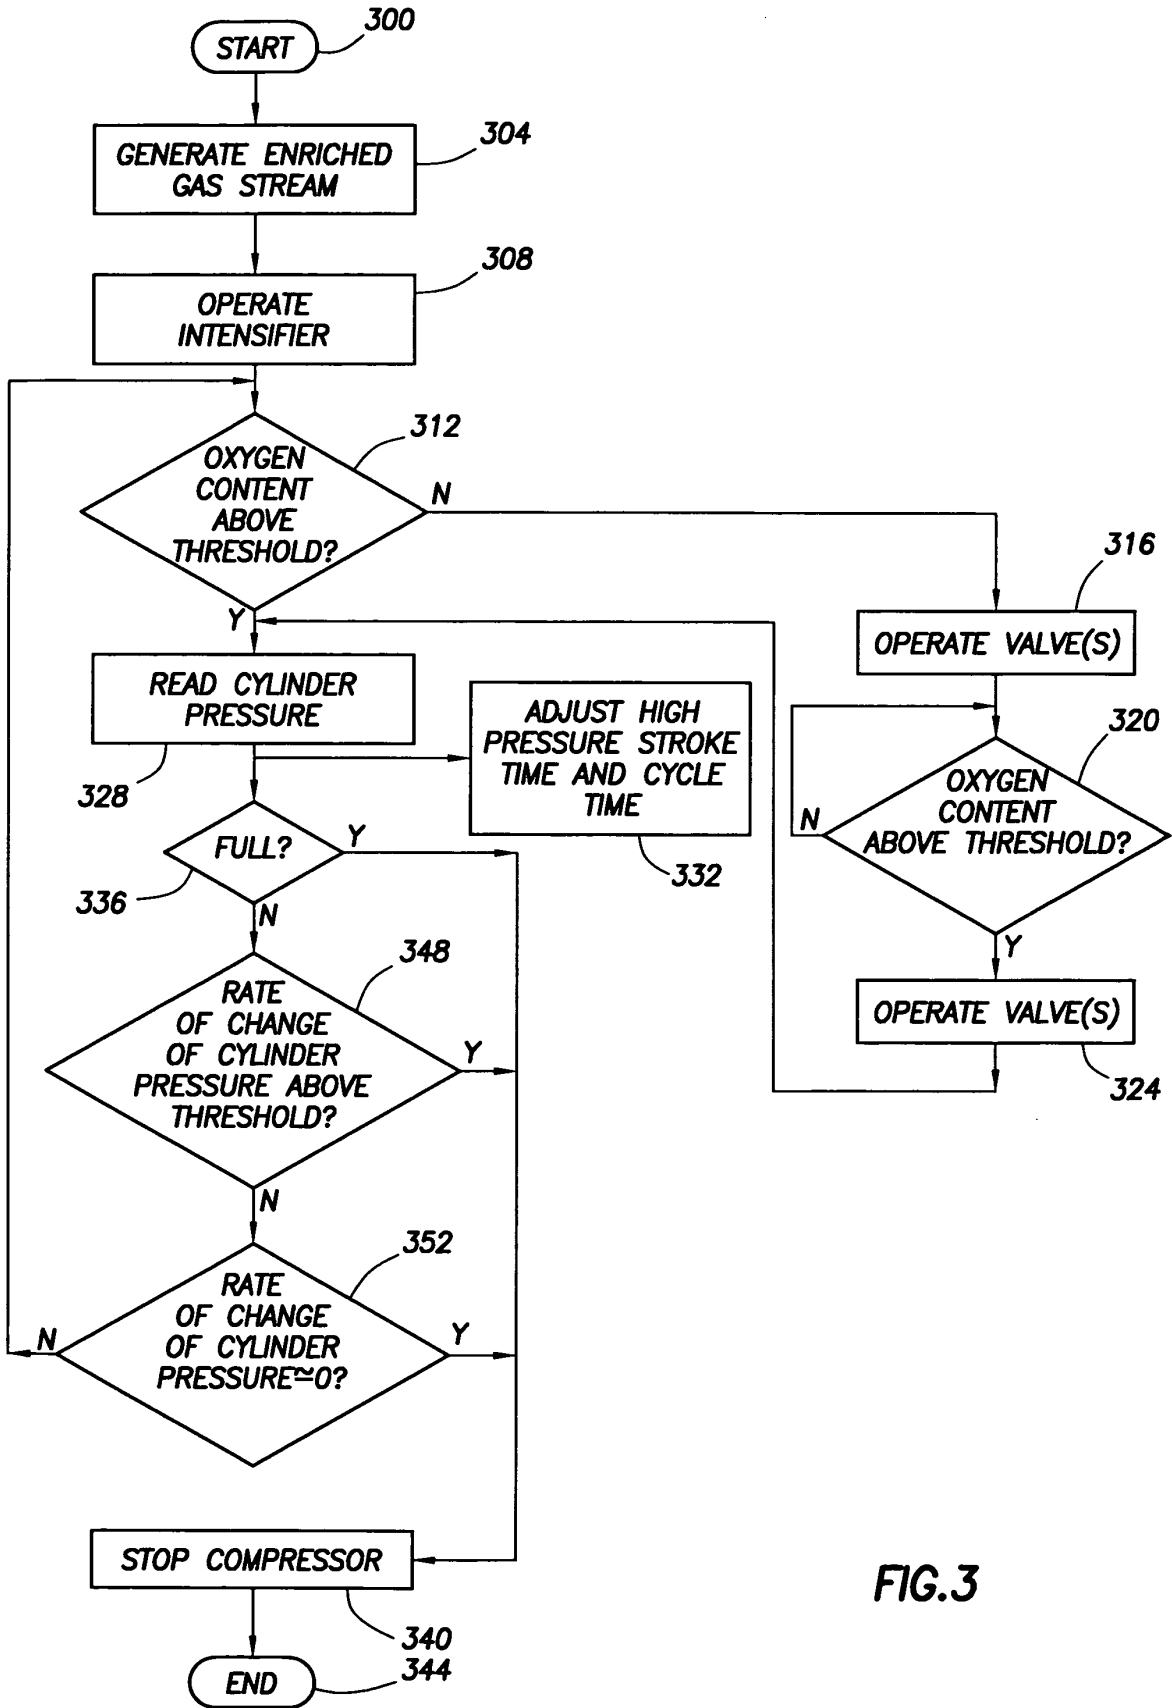 START
300
GENERATE ENRICHED
GAS STREAM
304
OPERATE
INTENSIFIER
308
OXYGEN
CONTENT
ABOVE
THRESHOLD?
312
N
Y
316
OPERATE VALVE(S)
READ CYLINDER
PRESSURE
328
ADJUST HIGH
PRESSURE STROKE
TIME AND CYCLE
TIME
332
320
OXYGEN
CONTENT
ABOVE THRESHOLD?
N
Y
OPERATE VALVE(S)
324
FULL?
Y
336
N
348
RATE
OF CHANGE
OF CYLINDER
PRESSURE ABOVE
THRESHOLD?
Y
N
352
RATE
OF CHANGE
OF CYLINDER
PRESSURE≃0?
N
Y
STOP COMPRESSOR
340
END
344
FIG.3